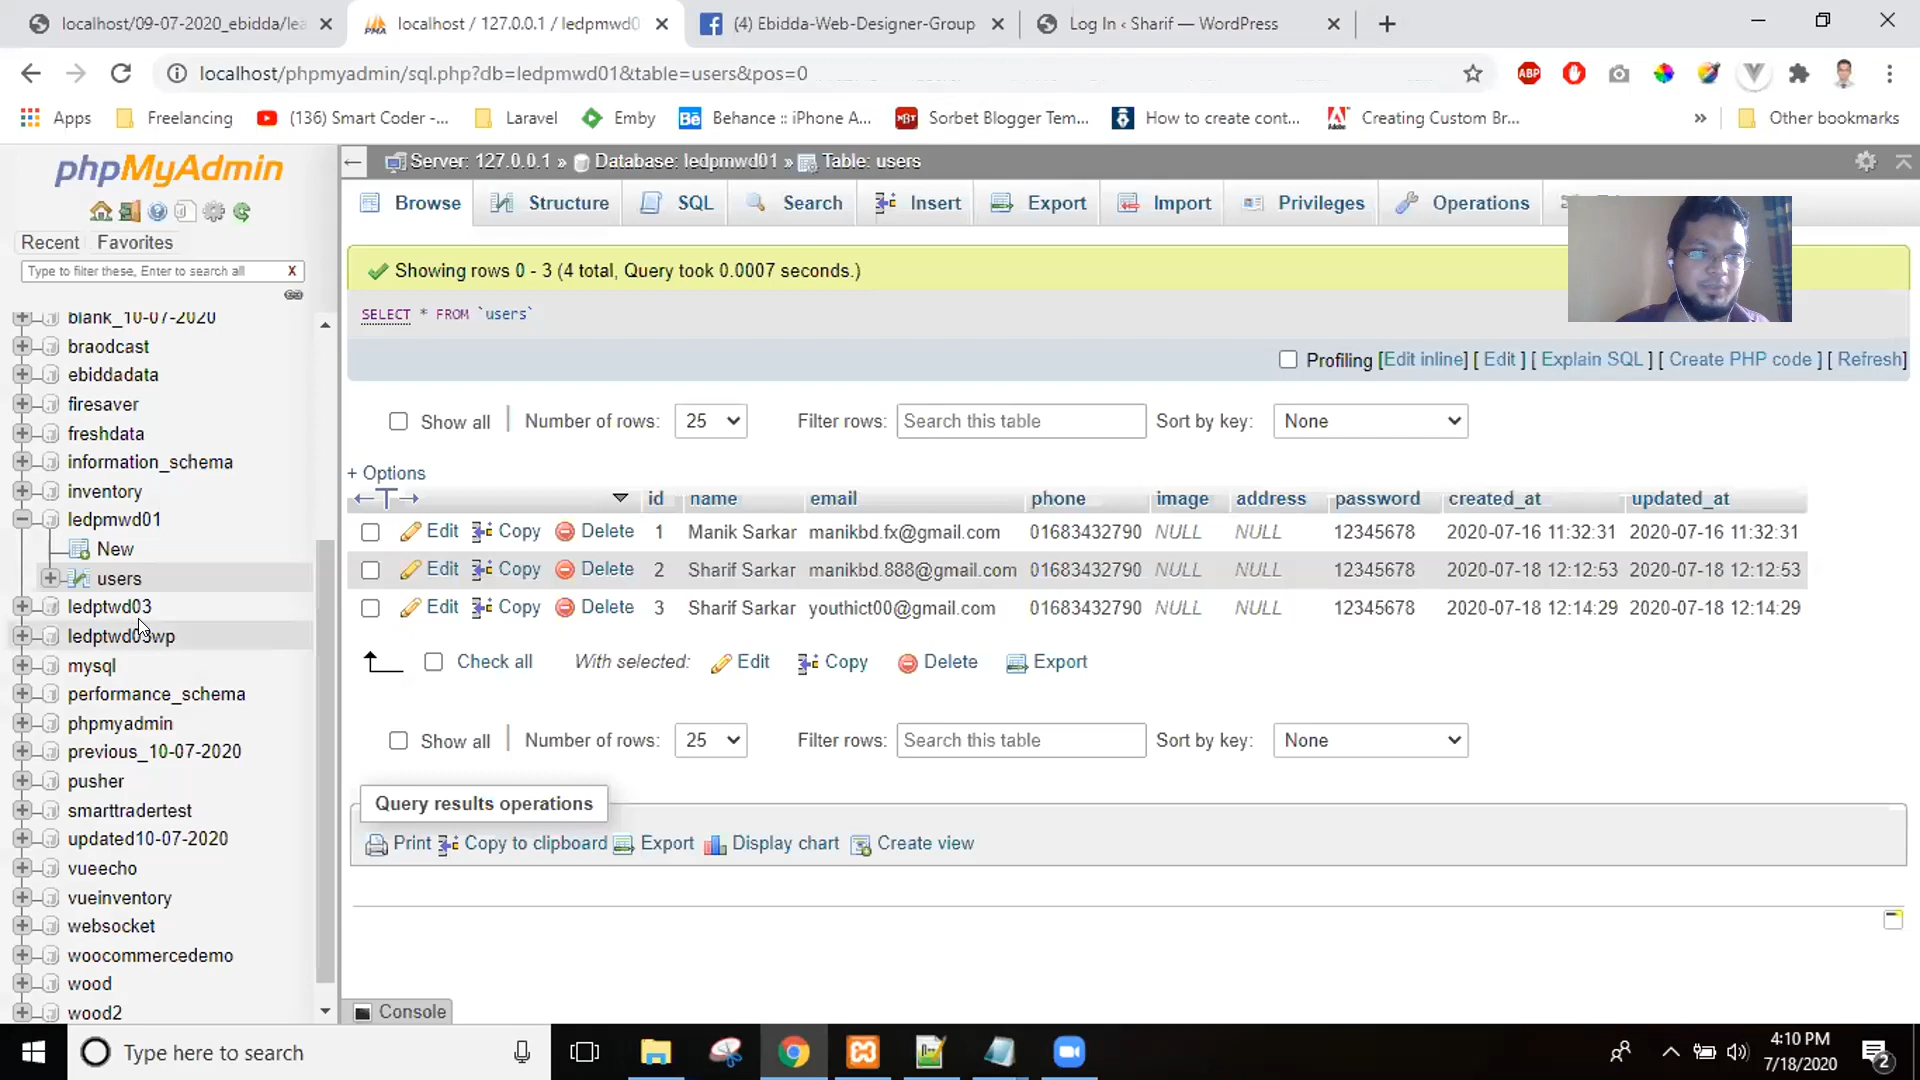 localhost/09-07-2020_ebidda/lea
localhost / 127.0.0.1 / ledpmwd0
(4) Ebidda-Web-Designer-Group
Log In ‹ Sharif — WordPress
localhost/phpmyadmin/sql.php?db=ledpmwd01&table=users&pos=0
ABP
Apps
Freelancing
(136) Smart Coder -...
Laravel
Emby
Behance :: iPhone A...
Sorbet Blogger Tem...
How to create cont...
Creating Custom Br...
» Other bookmarks
phpMyAdmin
Recent Favorites
Type to filter these, Enter to search all X
blank_10-07-2020
braodcast
ebiddadata
firesaver
freshdata
information_schema
inventory
ledpmwd01
New
users
ledptwd03
ledptwd03wp
mysql
performance_schema
phpmyadmin
previous_10-07-2020
pusher
smarttradertest
updated10-07-2020
vueecho
vueinventory
websocket
woocommercedemo
wood
wood2
Server: 127.0.0.1 » Database: ledpmwd01 » Table: users
Browse Structure SQL Search Insert Export Import Privileges Operations
Showing rows 0 - 3 (4 total, Query took 0.0007 seconds.)
SELECT * FROM `users`
Profiling [Edit inline] [ Edit ] [ Explain SQL ] [ Create PHP code ] [ Refresh]
Show all Number of rows: 25 Filter rows: Search this table Sort by key: None
+ Options
←T→ id name email phone image address password created_at updated_at
Edit Copy Delete 1 Manik Sarkar manikbd.fx@gmail.com 01683432790 NULL NULL 12345678 2020-07-16 11:32:31 2020-07-16 11:32:31
Edit Copy Delete 2 Sharif Sarkar manikbd.888@gmail.com 01683432790 NULL NULL 12345678 2020-07-18 12:12:53 2020-07-18 12:12:53
Edit Copy Delete 3 Sharif Sarkar youthict00@gmail.com 01683432790 NULL NULL 12345678 2020-07-18 12:14:29 2020-07-18 12:14:29
Check all With selected: Edit Copy Delete Export
Show all Number of rows: 25 Filter rows: Search this table Sort by key: None
Query results operations
Print Copy to clipboard Export Display chart Create view
Console
Type here to search
4:10 PM
7/18/2020
2